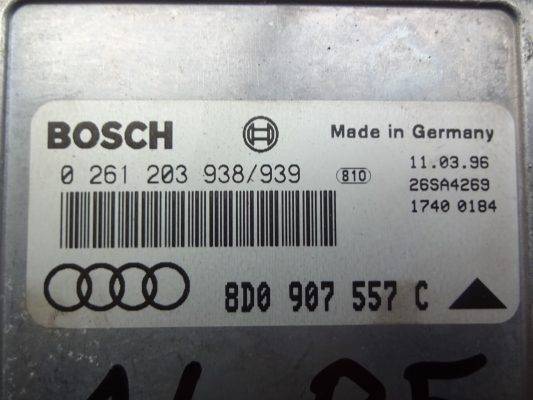 BOSCH
Made in Germany
0 261 203 938/939
810
11.03.96
26SA4269
1740 0184
8D0 907 557 C